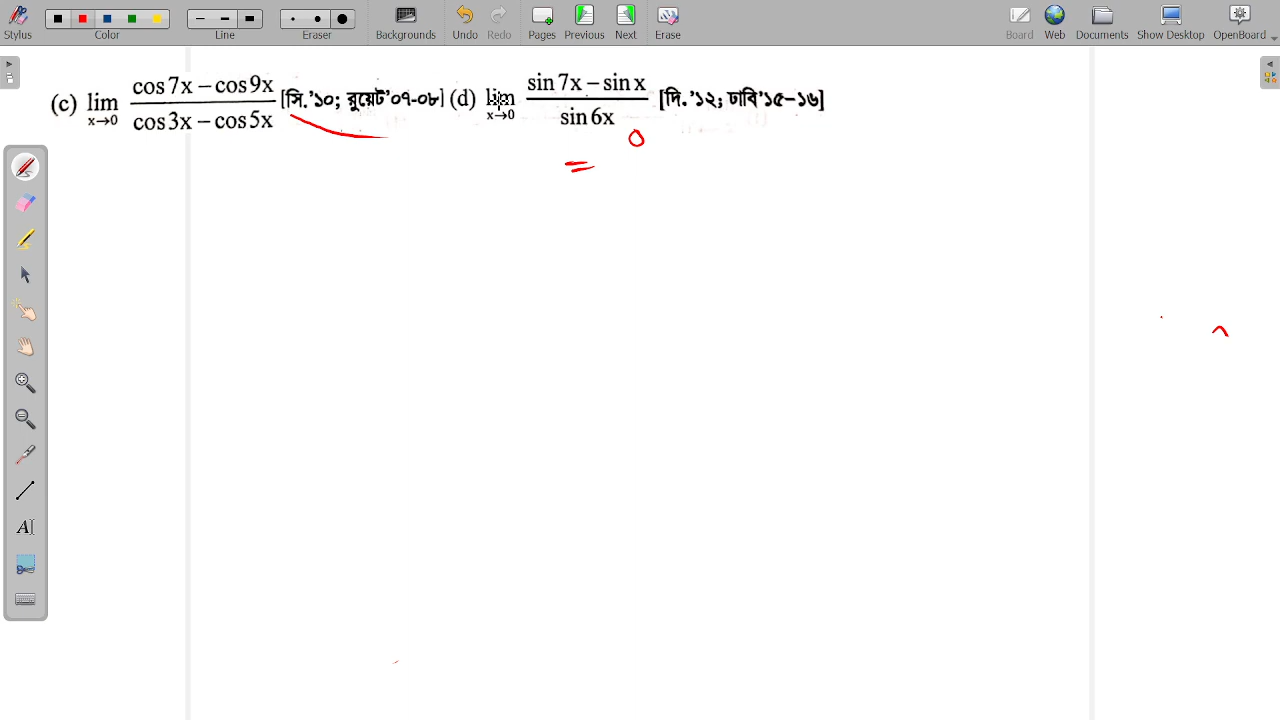 Stylus Color Line Eraser Backgrounds Undo Redo Pages Previous Next Erase Board Web Documents Show Desktop OpenBoard
(c) lim x→0 cos 7x – cos 9x / cos 3x – cos 5x [সি.'১০; রুয়েট'০৭-০৮] (d) lim x→0 sin 7x – sin x / sin 6x [দি.'১২; ঢাবি'১৫–১৬]
0
=